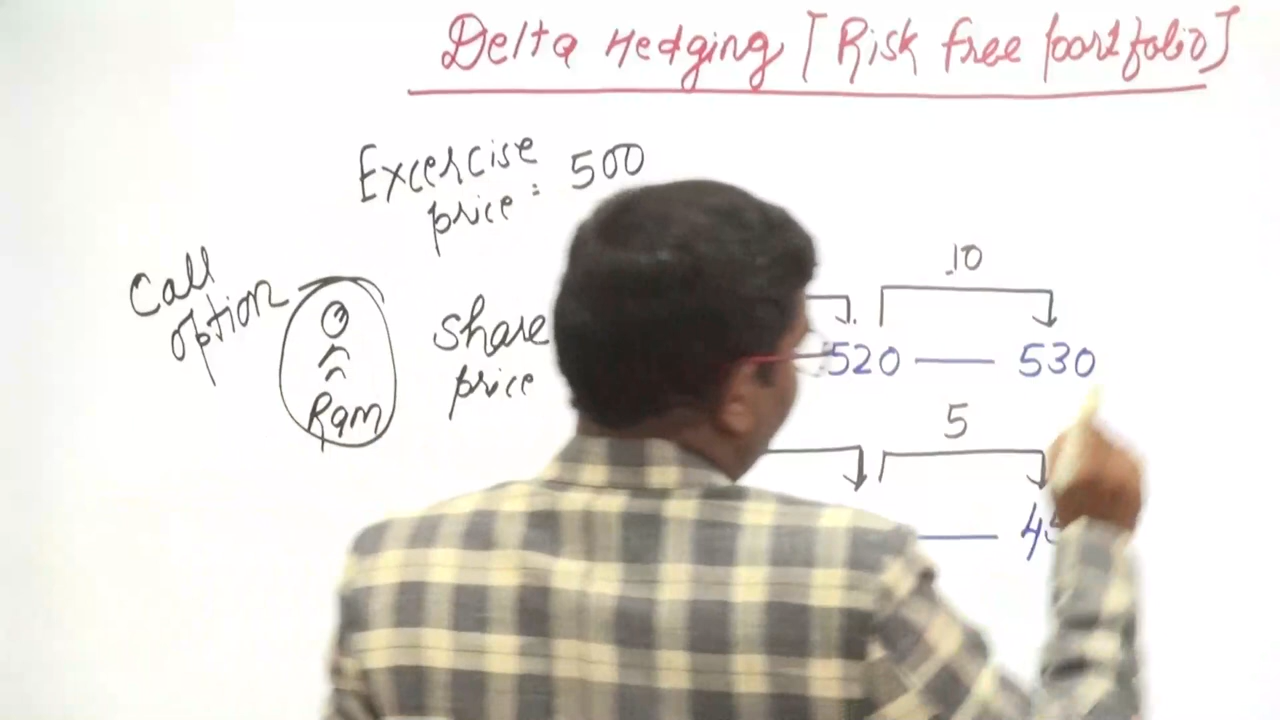 Delta Hedging [Risk free portfolio]
Excercise
price = 500
Call
option
Ram
Share
price
10
520 — 530
5